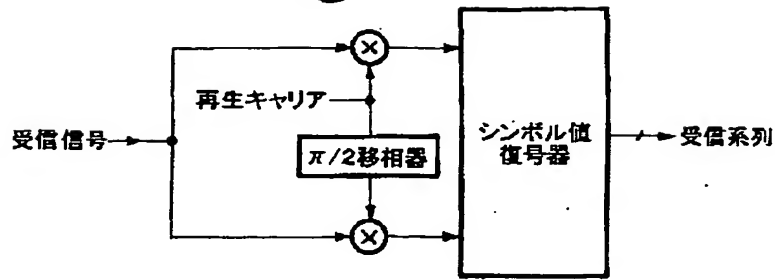 再生キャリア
受信信号
π/2移相器
シンボル値
復号器
受信系列